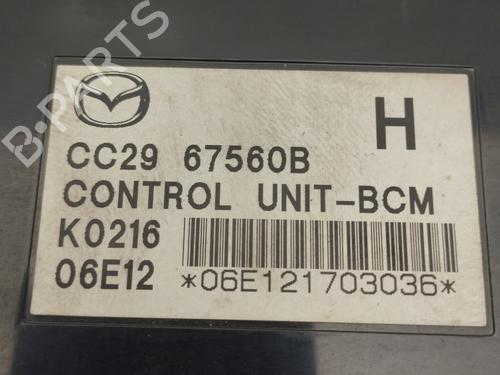 B-PARTS
H
CC29 67560B
CONTROL UNIT-BCM
K0216
06E12 *06E121703036*